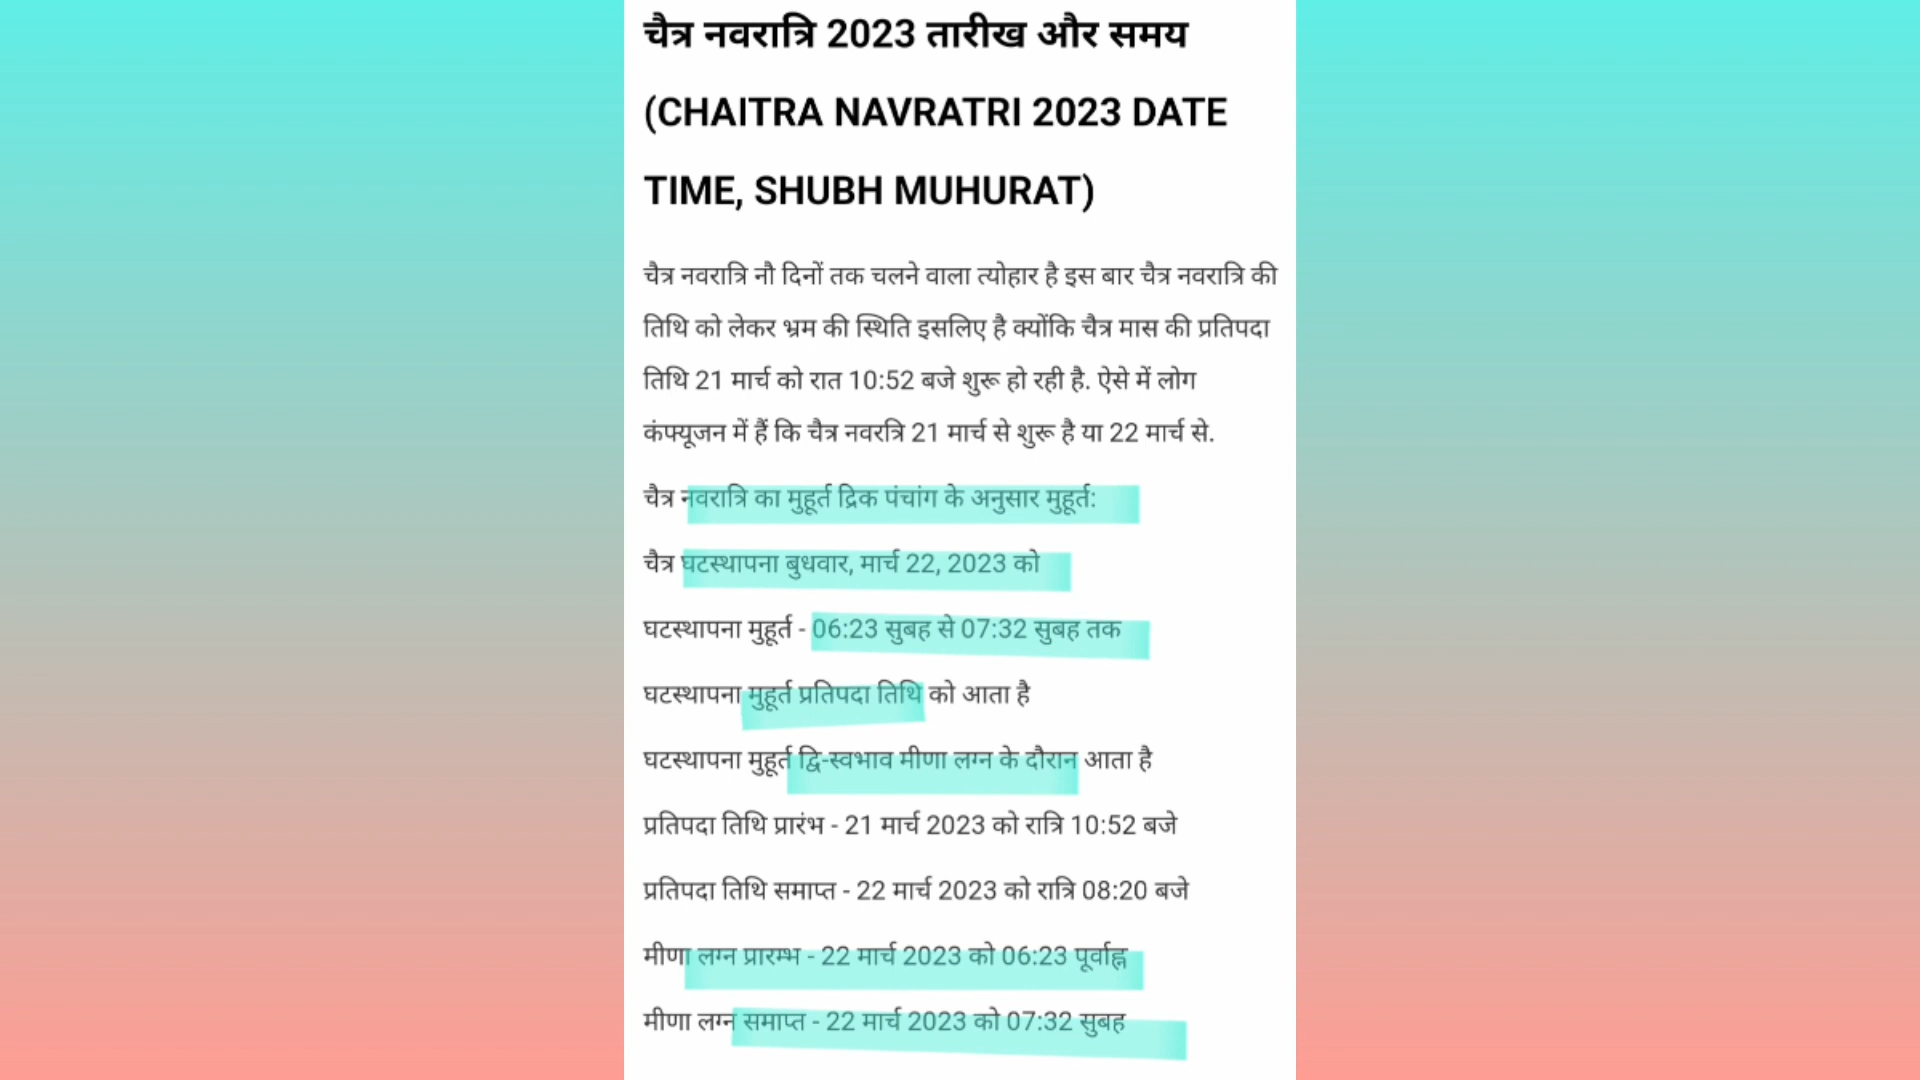 चैत्र नवरात्रि 2023 तारीख और समय
(CHAITRA NAVRATRI 2023 DATE
TIME, SHUBH MUHURAT)
चैत्र नवरात्रि नौ दिनों तक चलने वाला त्योहार है इस बार चैत्र नवरात्रि की
तिथि को लेकर भ्रम की स्थिति इसलिए है क्योंकि चैत्र मास की प्रतिपदा
तिथि 21 मार्च को रात 10:52 बजे शुरू हो रही है. ऐसे में लोग
कंफ्यूजन में हैं कि चैत्र नवरत्रि 21 मार्च से शुरू है या 22 मार्च से.
चैत्र नवरात्रि का मुहूर्त द्रिक पंचांग के अनुसार मुहूर्त:
चैत्र घटस्थापना बुधवार, मार्च 22, 2023 को
घटस्थापना मुहूर्त - 06:23 सुबह से 07:32 सुबह तक
घटस्थापना मुहूर्त प्रतिपदा तिथि को आता है
घटस्थापना मुहूर्त द्वि-स्वभाव मीणा लग्न के दौरान आता है
प्रतिपदा तिथि प्रारंभ - 21 मार्च 2023 को रात्रि 10:52 बजे
प्रतिपदा तिथि समाप्त - 22 मार्च 2023 को रात्रि 08:20 बजे
मीणा लग्न प्रारम्भ - 22 मार्च 2023 को 06:23 पूर्वाह्न
मीणा लग्न समाप्त - 22 मार्च 2023 को 07:32 सुबह